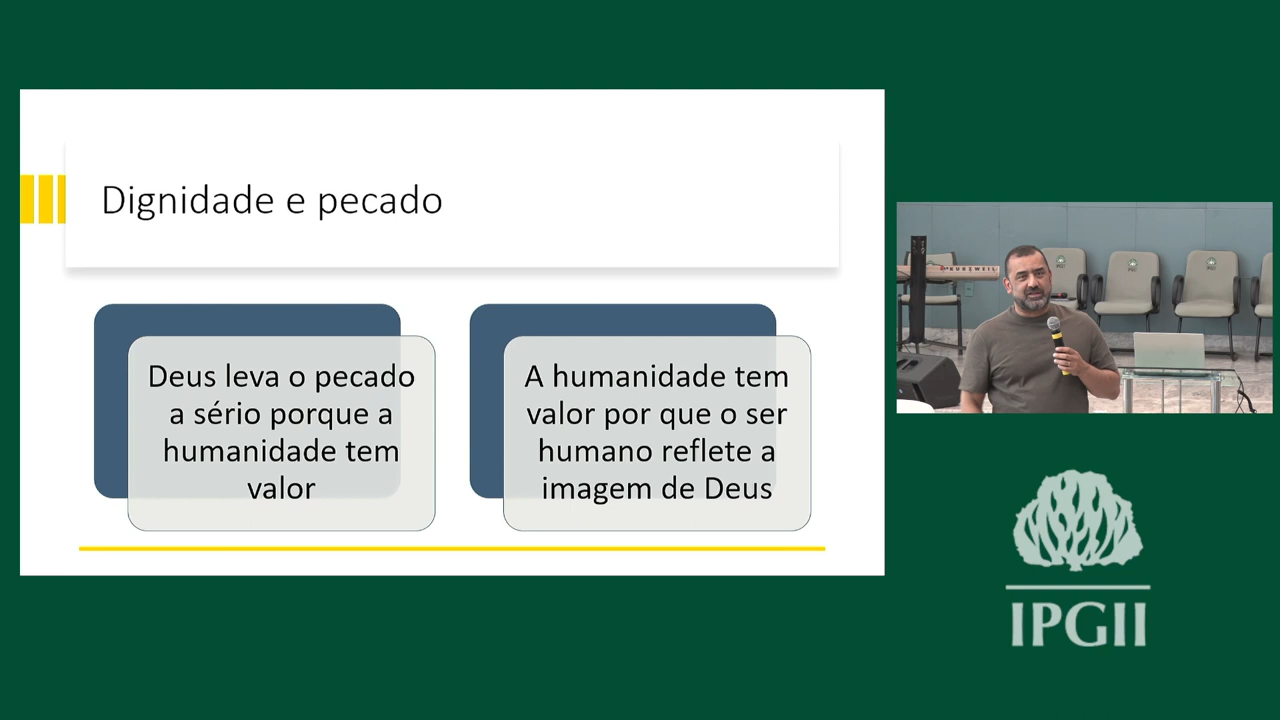 Dignidade e pecado
Deus leva o pecado
a sério porque a
humanidade tem
valor
A humanidade tem
valor por que o ser
humano reflete a
imagem de Deus
KURZWEIL
IPGII